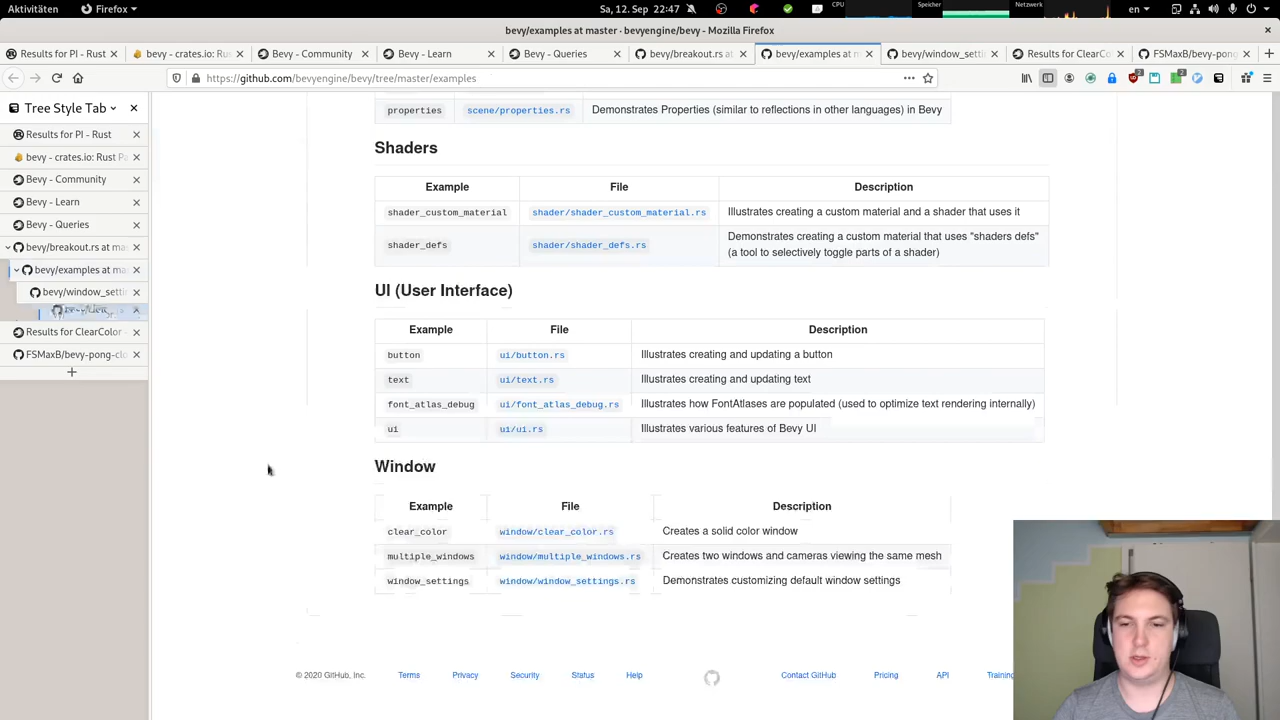 Aktivitäten Firefox Sa, 12. Sep 22:47 CPU Speicher Netzwerk en
bevy/examples at master · bevyengine/bevy - Mozilla Firefox
Results for PI - Rust bevy - crates.io: Rust Bevy - Community Bevy - Learn Bevy - Queries bevy/breakout.rs at bevy/examples at m bevy/window_setti Results for ClearCo FSMaxB/bevy-pong
https://github.com/bevyengine/bevy/tree/master/examples
Tree Style Tab
Results for PI - Rust
bevy - crates.io: Rust Pa
Bevy - Community
Bevy - Learn
Bevy - Queries
bevy/breakout.rs at ma
bevy/examples at ma
bevy/window_setti
Results for ClearColor -
FSMaxB/bevy-pong-clo
properties scene/properties.rs Demonstrates Properties (similar to reflections in other languages) in Bevy
Shaders
Example File Description
shader_custom_material shader/shader_custom_material.rs Illustrates creating a custom material and a shader that uses it
shader_defs shader/shader_defs.rs Demonstrates creating a custom material that uses "shaders defs"
(a tool to selectively toggle parts of a shader)
UI (User Interface)
Example File Description
button ui/button.rs Illustrates creating and updating a button
text ui/text.rs Illustrates creating and updating text
font_atlas_debug ui/font_atlas_debug.rs Illustrates how FontAtlases are populated (used to optimize text rendering internally)
ui ui/ui.rs Illustrates various features of Bevy UI
Window
Example File Description
clear_color window/clear_color.rs Creates a solid color window
multiple_windows window/multiple_windows.rs Creates two windows and cameras viewing the same mesh
window_settings window/window_settings.rs Demonstrates customizing default window settings
© 2020 GitHub, Inc. Terms Privacy Security Status Help Contact GitHub Pricing API Training